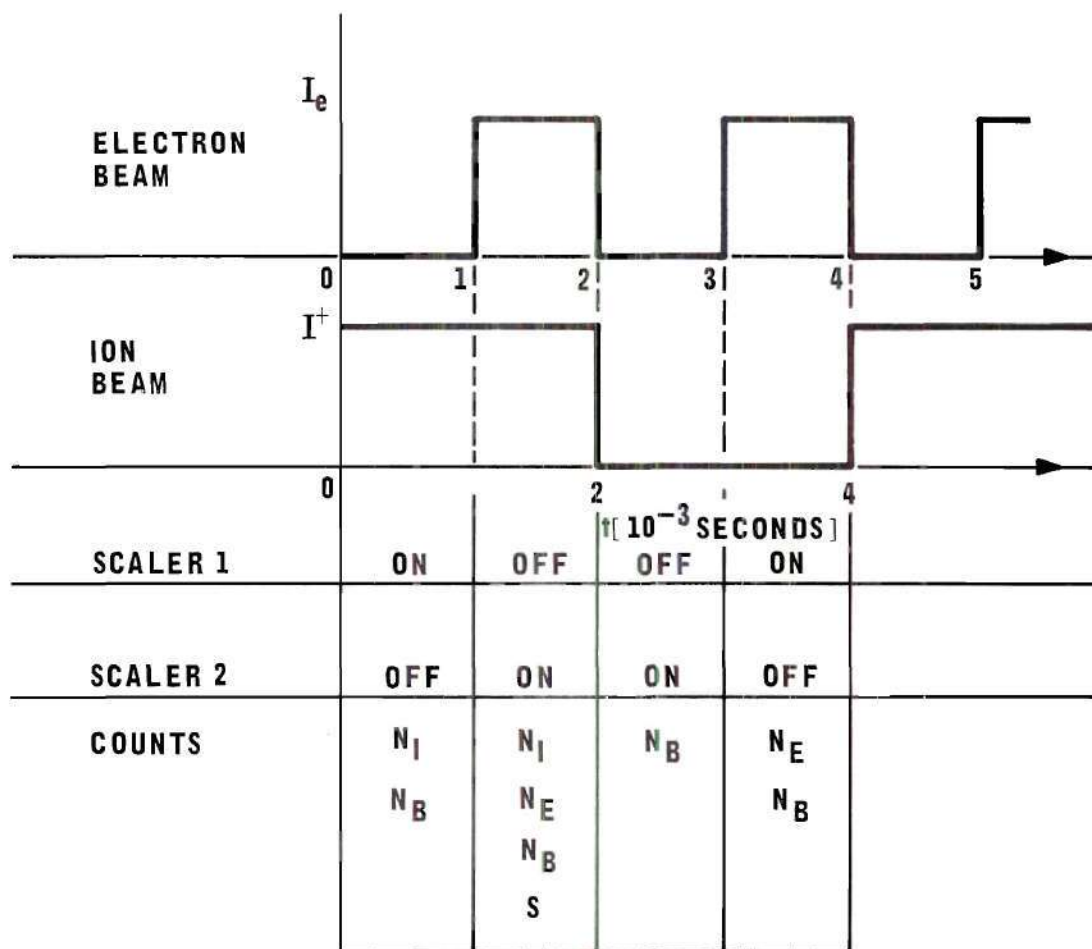 I_e
ELECTRON
BEAM
0 1 2 3 4 5
I^+
ION
BEAM
0 2 4
t[ 10^-3 SECONDS]
SCALER 1 ON OFF OFF ON
SCALER 2 OFF ON ON OFF
COUNTS N_I N_I N_B N_E
N_B N_E N_B
N_B
S